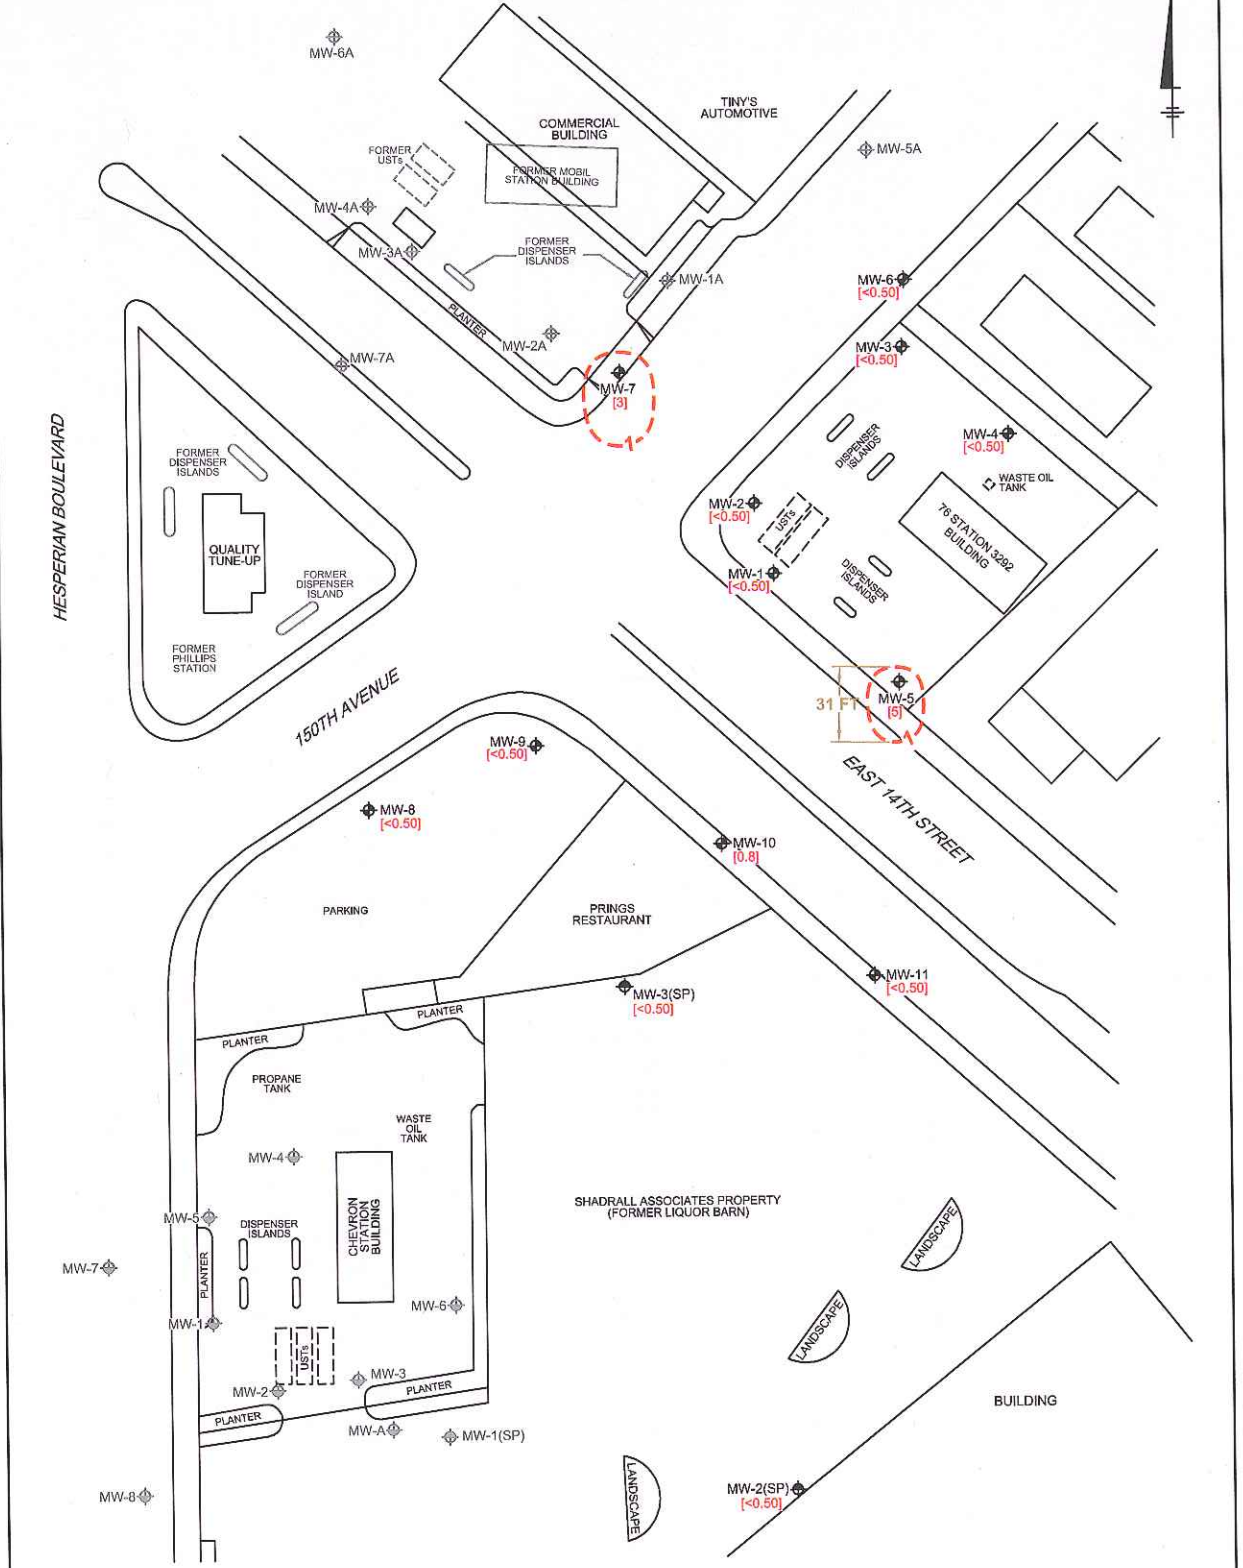 MW-6A
TINY'S
AUTOMOTIVE
COMMERCIAL
BUILDING
FORMER
USTs
FORMER MOBIL
STATION BUILDING
MW-5A
MW-4A
MW-3A
FORMER
DISPENSER
ISLANDS
MW-1A
MW-6
[<0.50]
PLANTER
MW-2A
MW-7A
MW-3
[<0.50]
MW-7
[3]
1
HESPERIAN BOULEVARD
FORMER
DISPENSER
ISLANDS
DISPENSER
ISLANDS
MW-4
[<0.50]
WASTE OIL
TANK
MW-2
[<0.50]
USTs
76 STATION 3292
BUILDING
QUALITY
TUNE-UP
FORMER
DISPENSER
ISLAND
MW-1
[<0.50]
DISPENSER
ISLANDS
FORMER
PHILLIPS
STATION
150TH AVENUE
31 FT
MW-5
[5]
1
MW-9
[<0.50]
EAST 14TH STREET
MW-8
[<0.50]
MW-10
[0.8]
PARKING
PRINGS
RESTAURANT
MW-11
[<0.50]
MW-3(SP)
[<0.50]
PLANTER
PLANTER
PROPANE
TANK
WASTE
OIL
TANK
MW-4
CHEVRON
STATION
BUILDING
SHADRALL ASSOCIATES PROPERTY
(FORMER LIQUOR BARN)
MW-5
DISPENSER
ISLANDS
LANDSCAPE
MW-7
PLANTER
MW-6
MW-1
LANDSCAPE
USTs
MW-3
MW-2
PLANTER
PLANTER
BUILDING
MW-A
MW-1(SP)
MW-8
LANDSCAPE
MW-2(SP)
[<0.50]